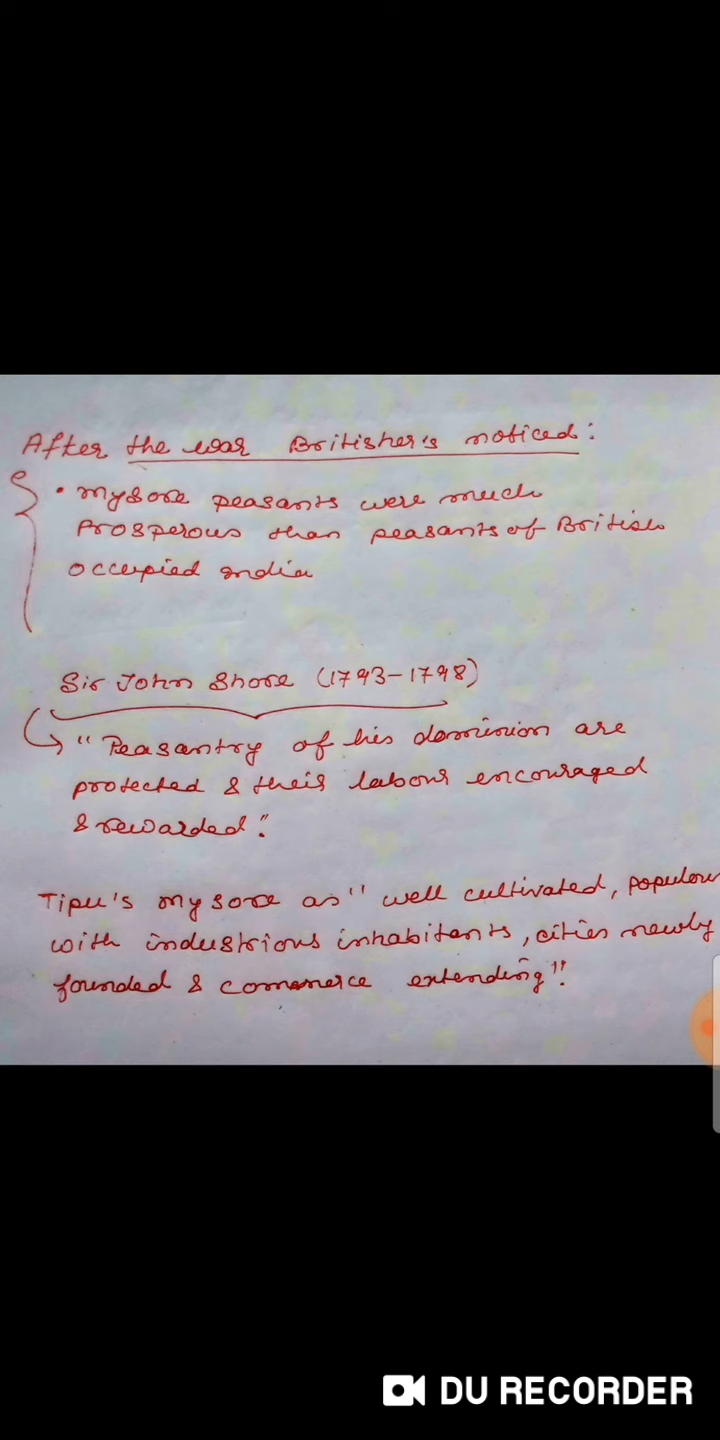 After the war Britisher's noticed:
• Mysore peasants were much
Prosperous than peasants of British
occupied India
Sir John Shore (1793-1798)
"Peasantry of his dominion are
protected & their labour encouraged
& rewarded".
Tipu's mysore as "well cultivated, populous
with industrious inhabitants, cities newly
founded & commerce extending".
DU RECORDER